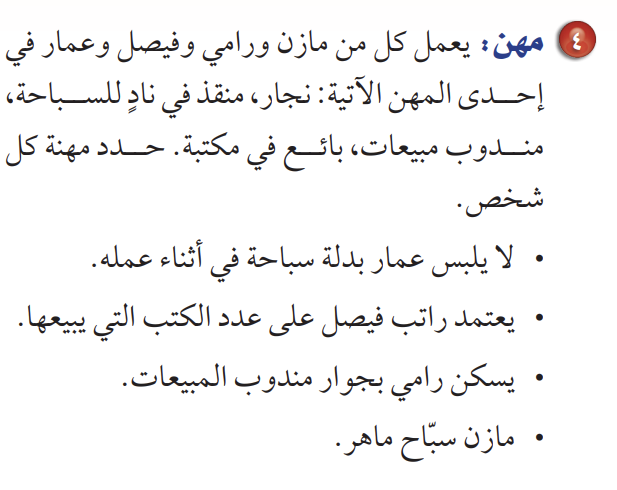 ٤ مهن: يعمل كل من مازن ورامي وفيصل وعمار في
إحدى المهن الآتية: نجار، منقذ في نادٍ للسباحة،
مندوب مبيعات، بائع في مكتبة. حدد مهنة كل
شخص.
• لا يلبس عمار بدلة سباحة في أثناء عمله.
• يعتمد راتب فيصل على عدد الكتب التي يبيعها.
• يسكن رامي بجوار مندوب المبيعات.
• مازن سبّاح ماهر.